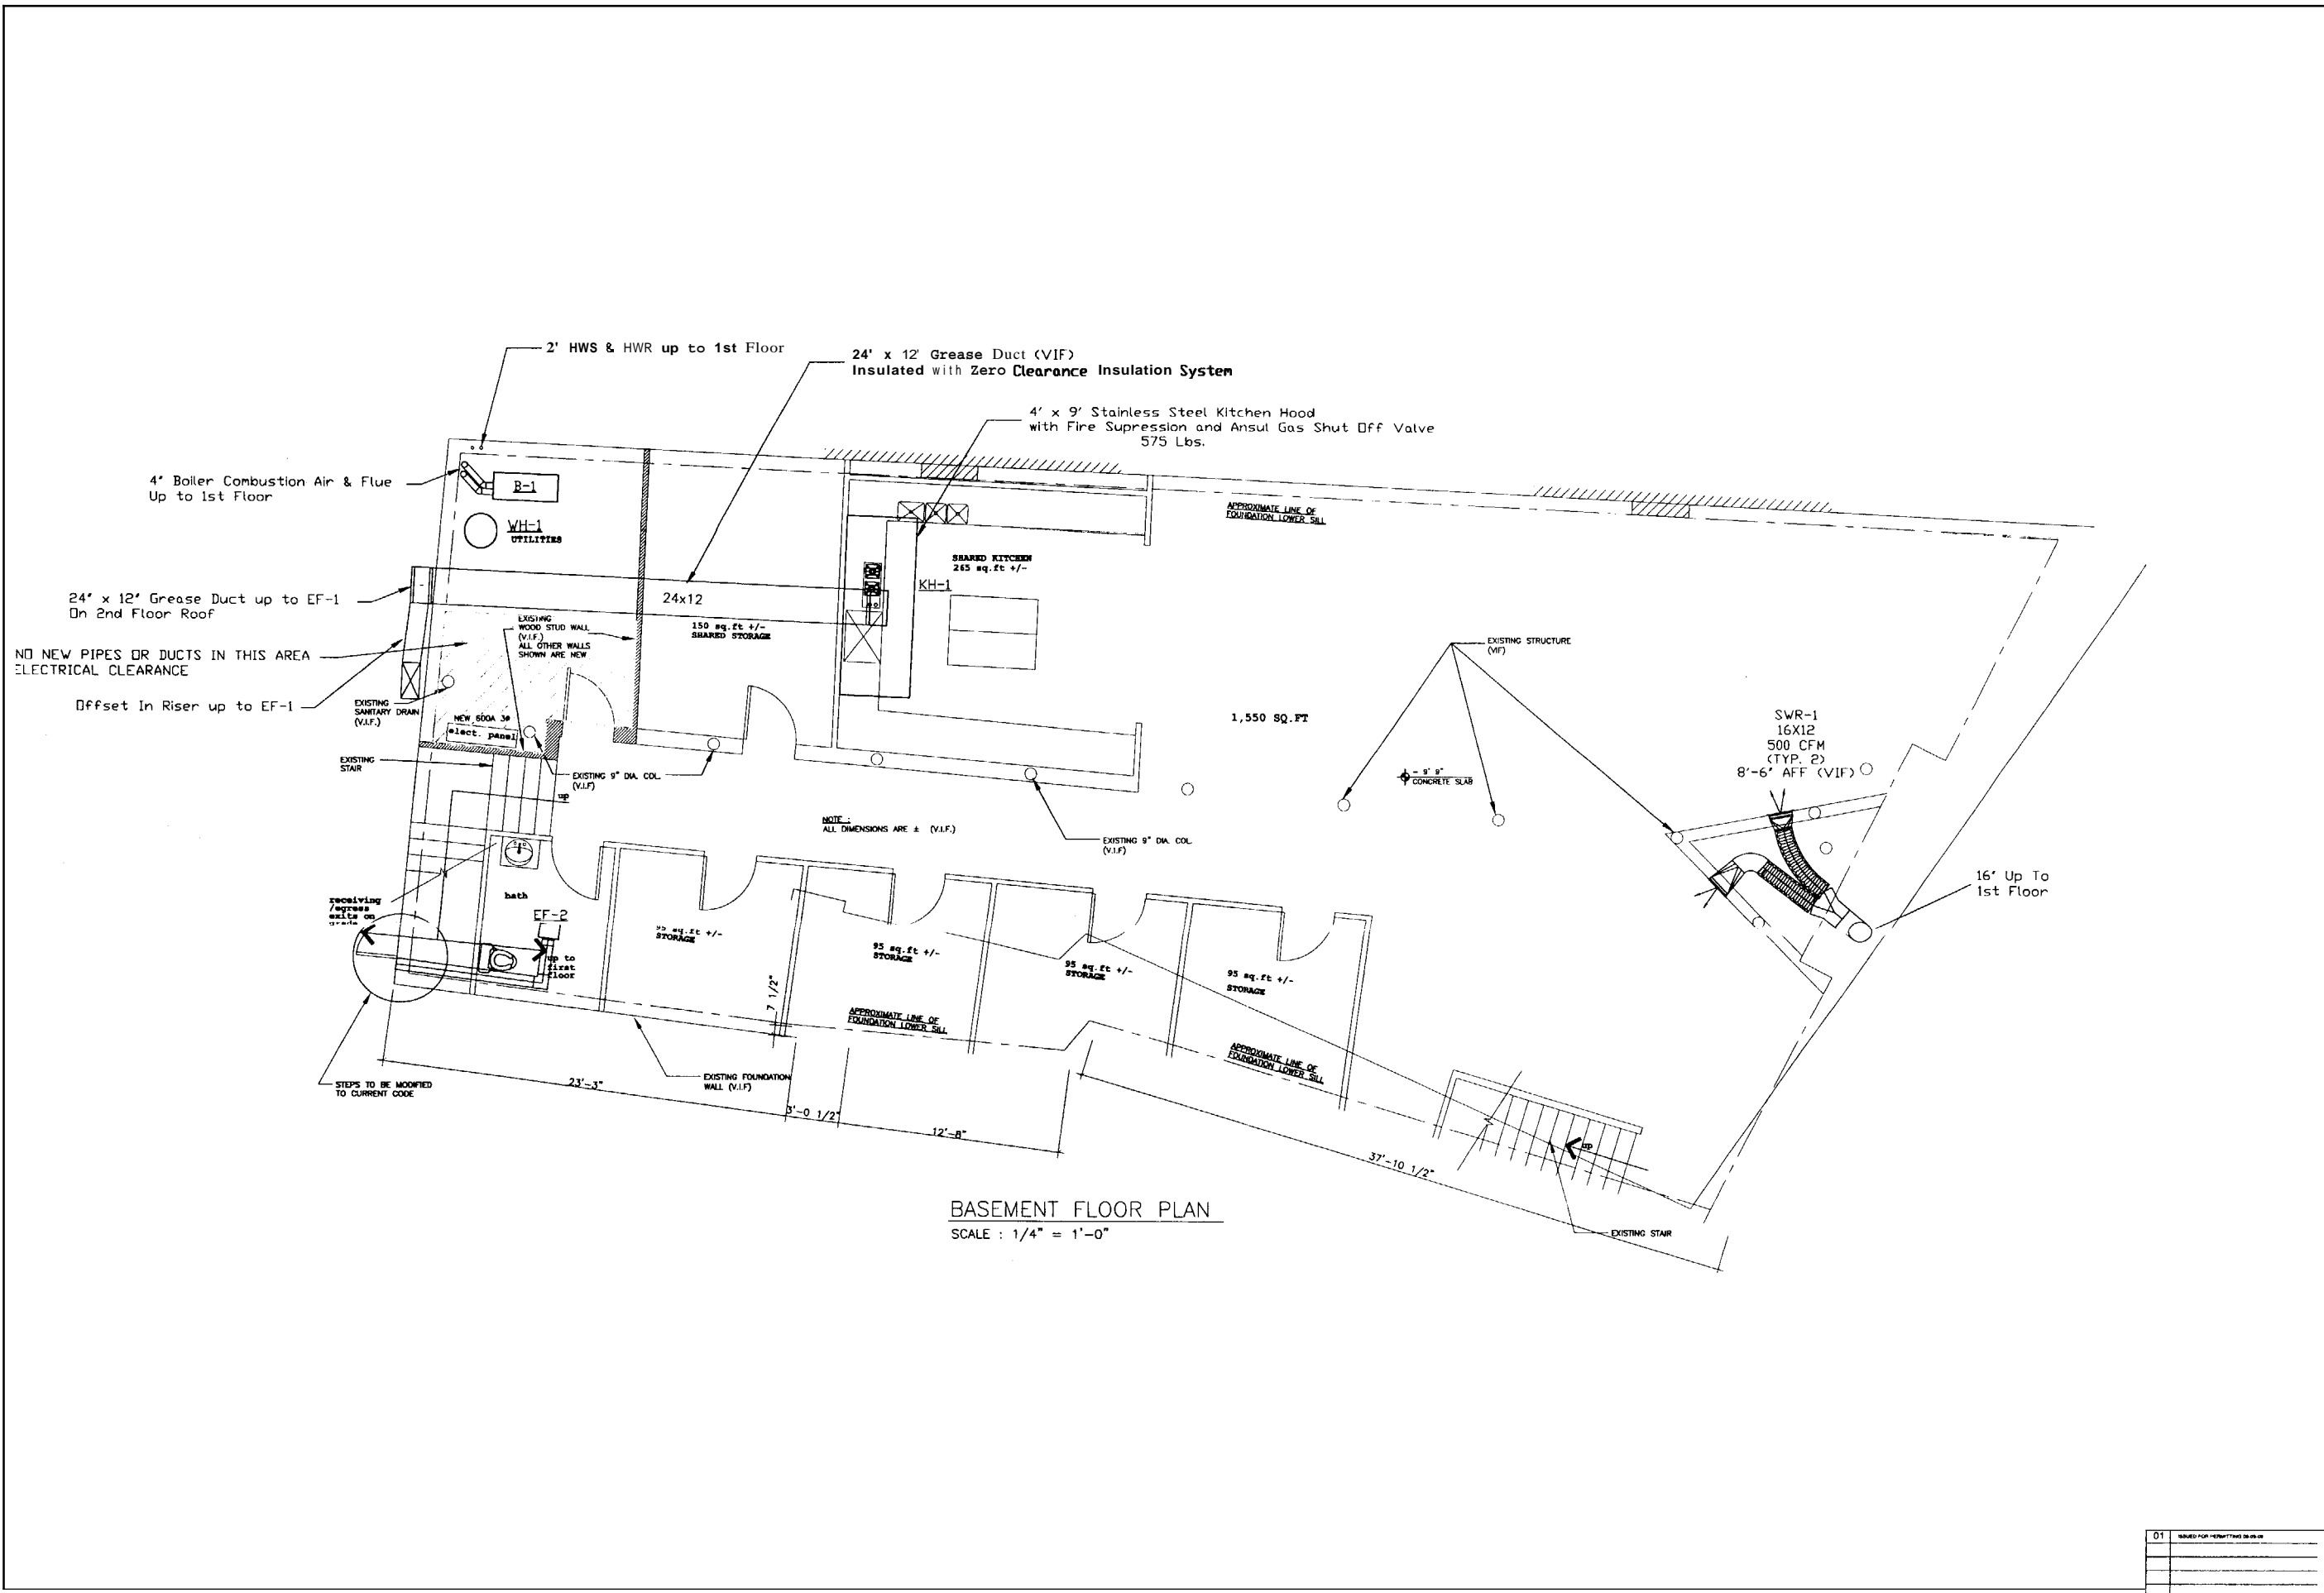 2' HWS & HWR up to 1st Floor
24' x 12' Grease Duct (VIF)
Insulated with Zero Clearance Insulation System
4' x 9' Stainless Steel Kitchen Hood
with Fire Supression and Ansul Gas Shut Off Valve
575 Lbs.
4" Boiler Combustion Air & Flue
Up to 1st Floor
B-1
WH-1
UTILITIES
APPROXIMATE LINE OF
FOUNDATION LOWER SILL
SHARED KITCHEN
265 sq.ft +/-
KH-1
24" x 12" Grease Duct up to EF-1
On 2nd Floor Roof
24x12
EXISTING
WOOD STUD WALL
(V.I.F.)
ALL OTHER WALLS
SHOWN ARE NEW
150 sq.ft +/-
SHARED STORAGE
NO NEW PIPES OR DUCTS IN THIS AREA
ELECTRICAL CLEARANCE
EXISTING STRUCTURE
(VIF)
Offset In Riser up to EF-1
EXISTING
SANITARY DRAIN
(V.I.F.)
NEW 600A 3ø
elect. panel
1,550 SQ.FT
SWR-1
16X12
500 CFM
(TYP. 2)
8'-6" AFF (VIF)
EXISTING
STAIR
EXISTING 9" DIA. COL.
(V.I.F)
- 9' 9"
CONCRETE SLAB
up
NOTE :
ALL DIMENSIONS ARE ± (V.I.F.)
EXISTING 9" DIA. COL.
(V.I.F)
16" Up To
1st Floor
receiving
/egress
exits on
grade
bath
EF-2
up to
first
floor
95 sq.ft +/-
STORAGE
95 sq.ft +/-
STORAGE
95 sq.ft +/-
STORAGE
95 sq.ft +/-
STORAGE
7 1/2"
APPROXIMATE LINE OF
FOUNDATION LOWER SILL
APPROXIMATE LINE OF
FOUNDATION LOWER SILL
STEPS TO BE MODIFIED
TO CURRENT CODE
23'-3"
EXISTING FOUNDATION
WALL (V.I.F)
3'-0 1/2"
12'-8"
37'-10 1/2"
up
EXISTING STAIR
BASEMENT FLOOR PLAN
SCALE : 1/4" = 1'-0"
01 ISSUED FOR PERMITTING